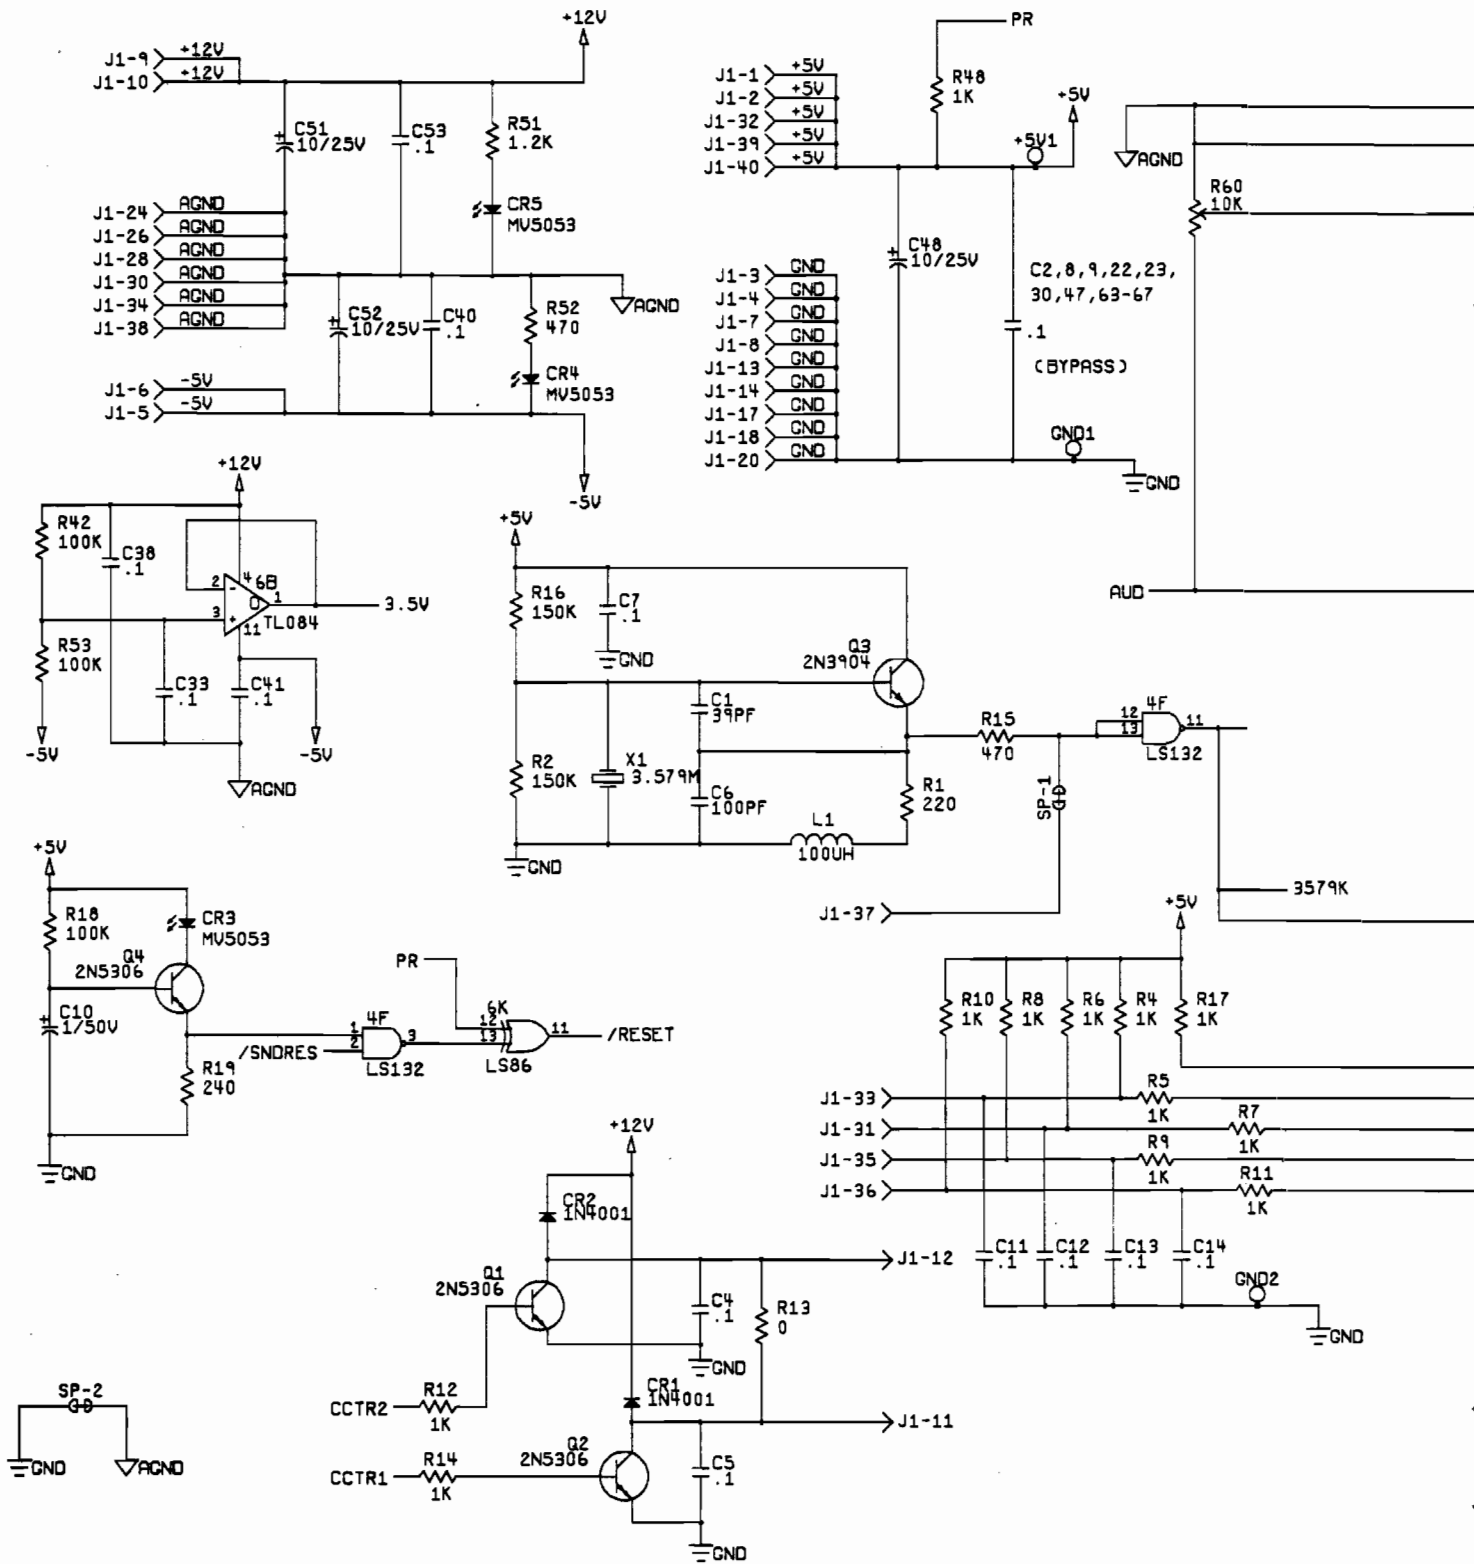 +12V
J1-9 +12V
J1-10 +12V
C51
10/25V
C53
.1
R51
1.2K
CR5
MV5053
J1-24 AGND
J1-26 AGND
J1-28 AGND
J1-30 AGND
J1-34 AGND
J1-38 AGND
C52
10/25V
C40
.1
R52
470
AGND
CR4
MV5053
J1-6 -5V
J1-5 -5V
-5V
PR
R48
1K
J1-1 +5V
J1-2 +5V
J1-32 +5V
J1-39 +5V
J1-40 +5V
+5V1
+5V
C48
10/25V
C2,8,9,22,23,
30,47,63-67
.1
(BYPASS)
J1-3 GND
J1-4 GND
J1-7 GND
J1-8 GND
J1-13 GND
J1-14 GND
J1-17 GND
J1-18 GND
J1-20 GND
GND1
GND
AGND
R60
10K
AUD
+12V
R42
100K
C38
.1
4 6B
2 -
3 +
1
11
TL084
3.5V
R53
100K
C33
.1
C41
.1
-5V
-5V
AGND
+5V
R16
150K
C7
.1
GND
Q3
2N3904
C1
39PF
R2
150K
X1
3.579M
C6
100PF
R1
220
L1
100UH
GND
R15
470
SP-1
4F
12
13
11
LS132
J1-37
3579K
+5V
R18
100K
CR3
MV5053
Q4
2N5306
C10
1/50V
R19
240
GND
/SNDRES
4F
1
2
3
LS132
PR
6K
12
13
11
LS86
/RESET
+5V
R10
1K
R8
1K
R6
1K
R4
1K
R17
1K
J1-33
R5
1K
J1-31
R7
1K
J1-35
R9
1K
J1-36
R11
1K
C11
.1
C12
.1
C13
.1
C14
.1
GND2
GND
+12V
CR2
1N4001
J1-12
Q1
2N5306
C4
.1
R13
0
GND
CCTR2
R12
1K
CR1
1N4001
J1-11
CCTR1
R14
1K
Q2
2N5306
C5
.1
GND
SP-2
GND
AGND